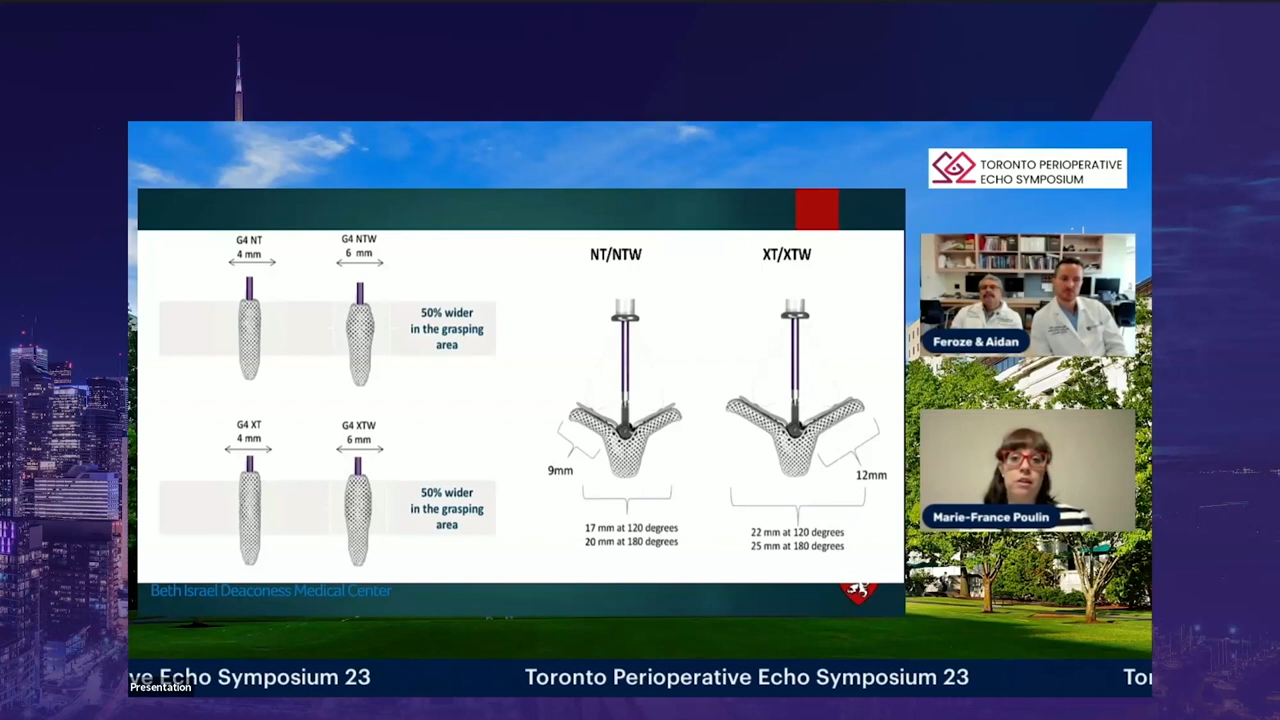 TORONTO PERIOPERATIVE
ECHO SYMPOSIUM
G4 NT
4 mm
G4 NTW
6 mm
50% wider
in the grasping
area
G4 XT
4 mm
G4 XTW
6 mm
50% wider
in the grasping
area
NT/NTW
XT/XTW
9mm
12mm
17 mm at 120 degrees
20 mm at 180 degrees
22 mm at 120 degrees
25 mm at 180 degrees
Beth Israel Deaconess Medical Center
Feroze & Aidan
Marie-France Poulin
ve Echo Symposium 23
Toronto Perioperative Echo Symposium 23
To
Presentation